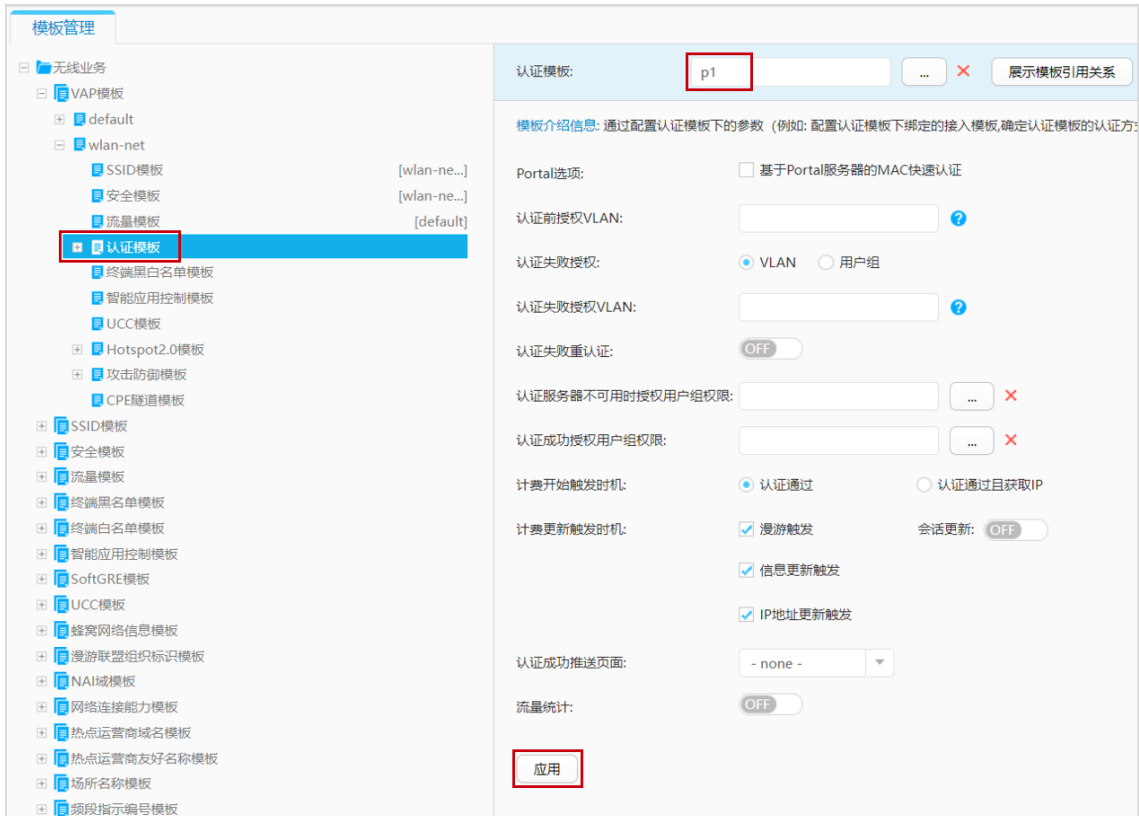 模板管理
无线业务
VAP模板
default
wlan-net
SSID模板 [wlan-ne...]
安全模板 [wlan-ne...]
流量模板 [default]
认证模板
终端黑白名单模板
智能应用控制模板
UCC模板
Hotspot2.0模板
攻击防御模板
CPE隧道模板
SSID模板
安全模板
流量模板
终端黑名单模板
终端白名单模板
智能应用控制模板
SoftGRE模板
UCC模板
蜂窝网络信息模板
漫游联盟组织标识模板
NAI域模板
网络连接能力模板
热点运营商域名模板
热点运营商友好名称模板
场所名称模板
频段指示编号模板
认证模板: p1 ... 展示模板引用关系
模板介绍信息: 通过配置认证模板下的参数（例如: 配置认证模板下绑定的接入模板,确定认证模板的认证方
Portal选项: 基于Portal服务器的MAC快速认证
认证前授权VLAN: ?
认证失败授权: VLAN 用户组
认证失败授权VLAN: ?
认证失败重认证: OFF
认证服务器不可用时授权用户组权限: ...
认证成功授权用户组权限: ...
计费开始触发时机: 认证通过 认证通过且获取IP
计费更新触发时机: 漫游触发 会话更新: OFF
信息更新触发
IP地址更新触发
认证成功推送页面: - none -
流量统计: OFF
应用